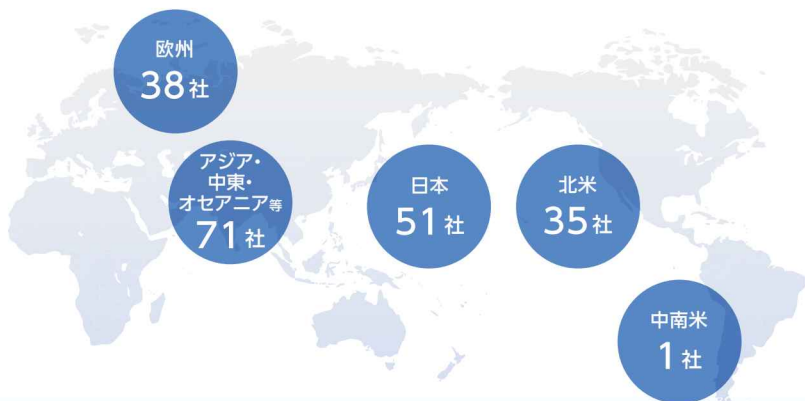 欧州
38社
アジア・
中東・
オセアニア等
71社
日本
51社
北米
35社
中南米
1社